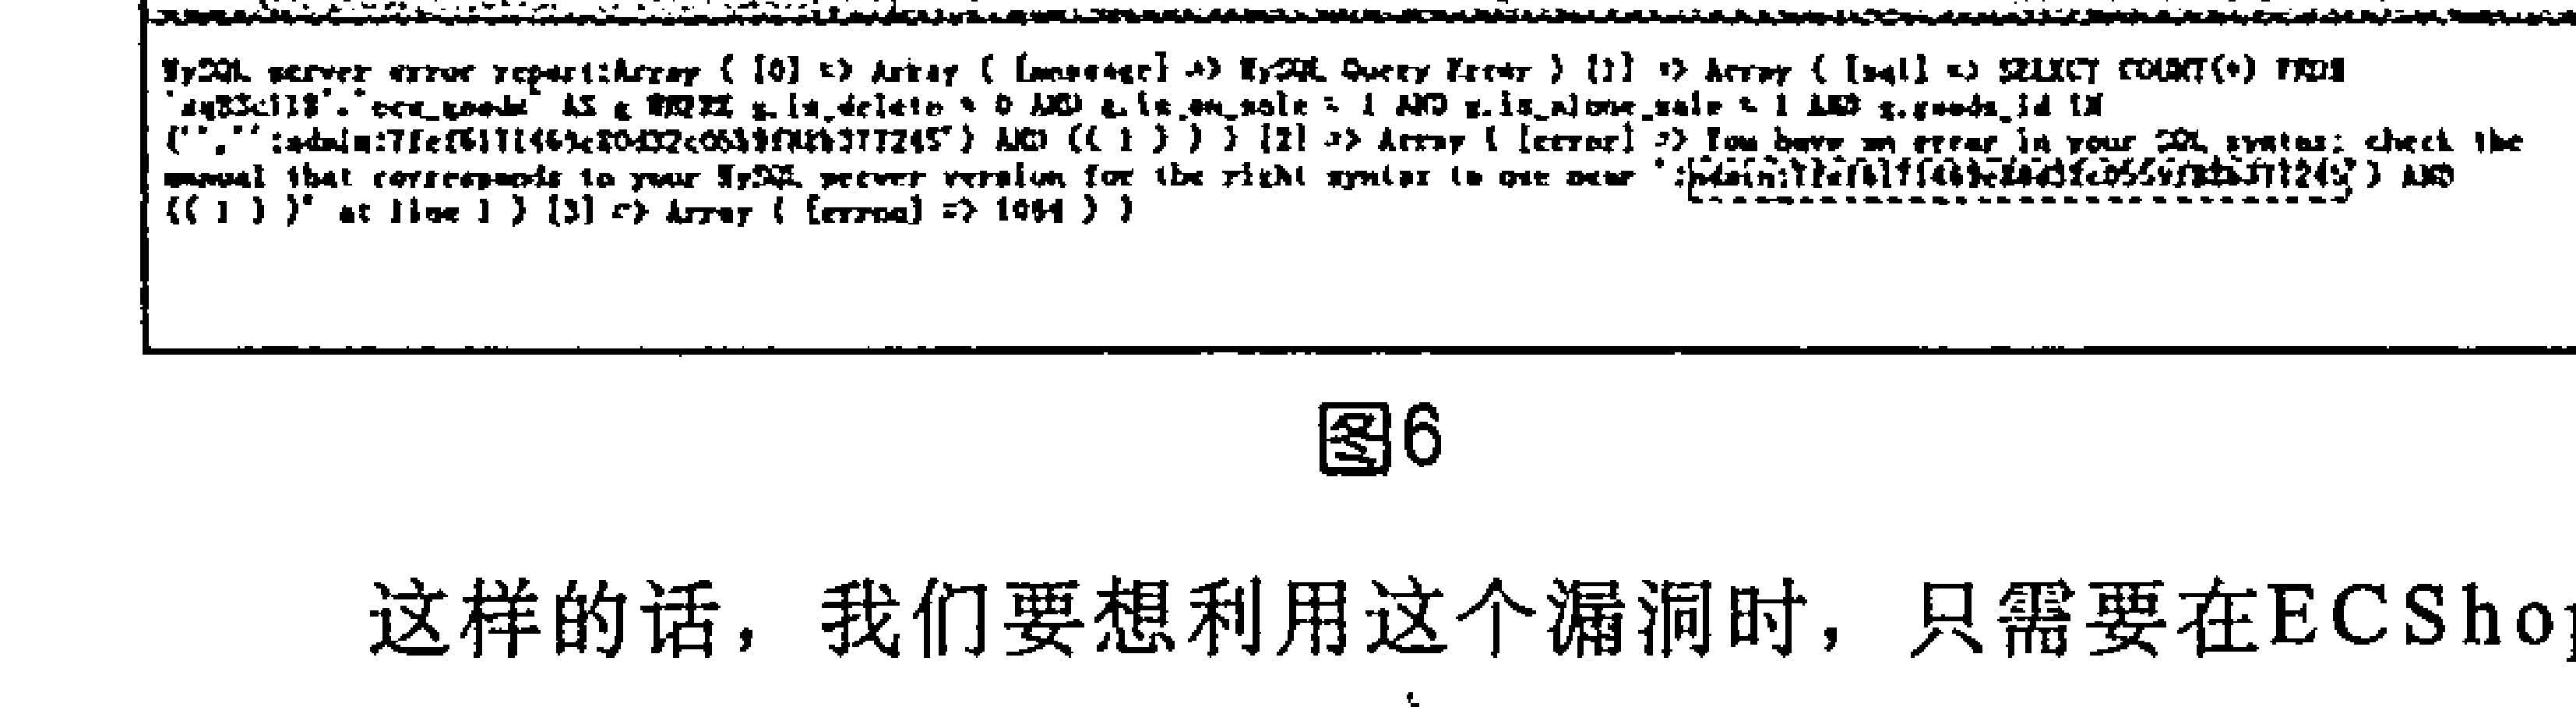 MySQL server error report:Array ( [0] => Array ( [message] => MySQL Query Error ) [1] => Array ( [sql] => SELECT COUNT(*) FROM
AS g WHERE g.is_delete = 0 AND g.is_on_sale = 1 AND g.is_alone_sale = 1 AND g.goods_id IN
AND (( 1 ) ) ) ) [2] => Array ( [error] => You have an error in your SQL syntax; check the
manual that corresponds to your MySQL server version for the right syntax to use near ') AND
(( 1 ) )' at line 1 ) [3] => Array ( [errno] => 1064 ) )
图6
这样的话，我们要想利用这个漏洞时，只需要在ECShop